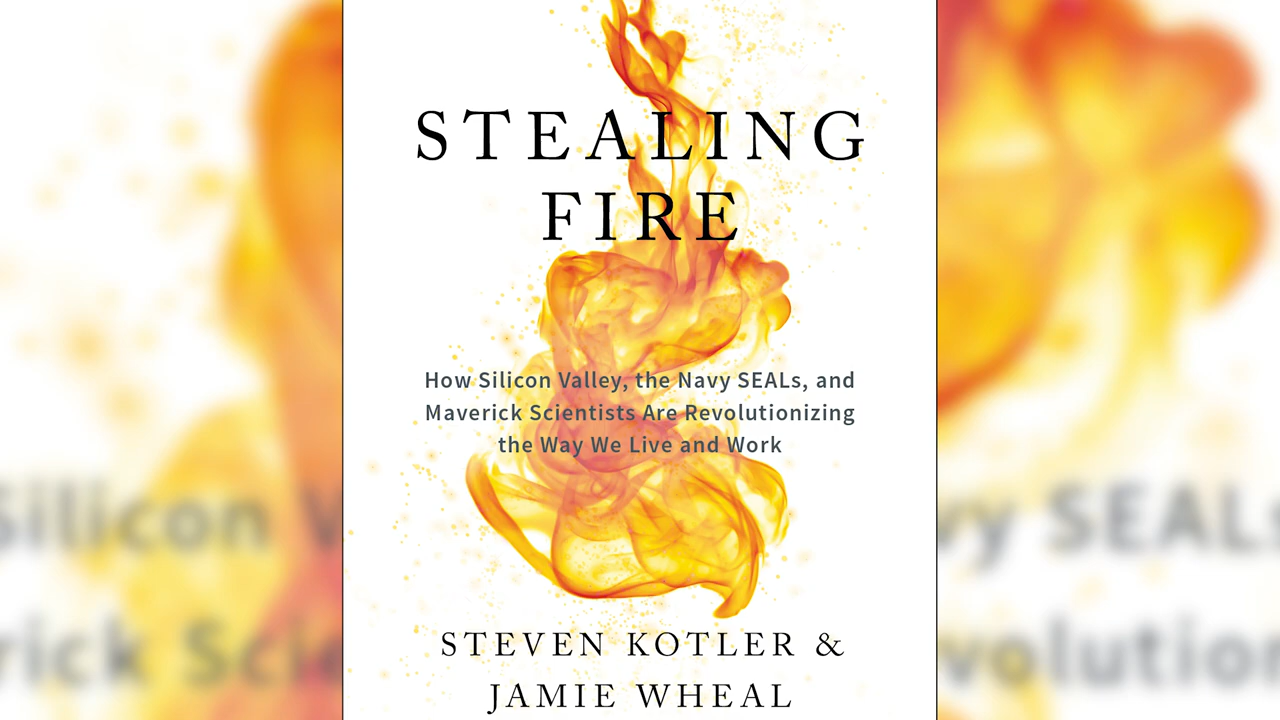 STEALING
FIRE
How Silicon Valley, the Navy SEALs, and
Maverick Scientists Are Revolutionizing
the Way We Live and Work
STEVEN KOTLER &
JAMIE WHEAL